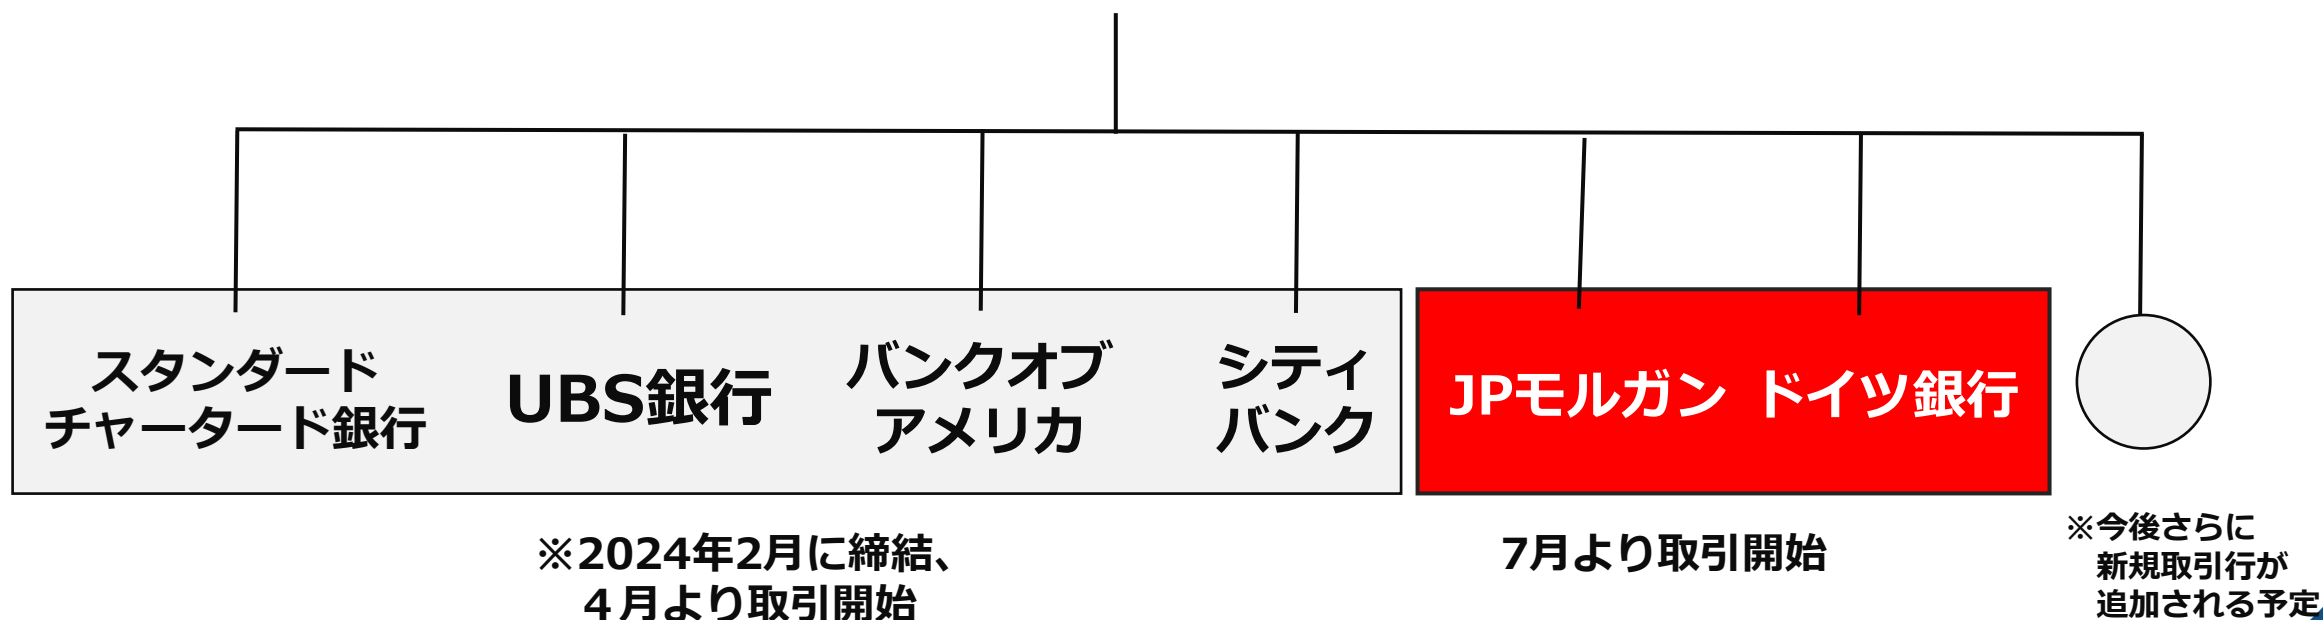 スタンダード
チャータード銀行
UBS銀行
バンクオブ
アメリカ
シティ
バンク
JPモルガン
ドイツ銀行
※2024年2月に締結、
４月より取引開始
7月より取引開始
※今後さらに
新規取引行が
追加される予定